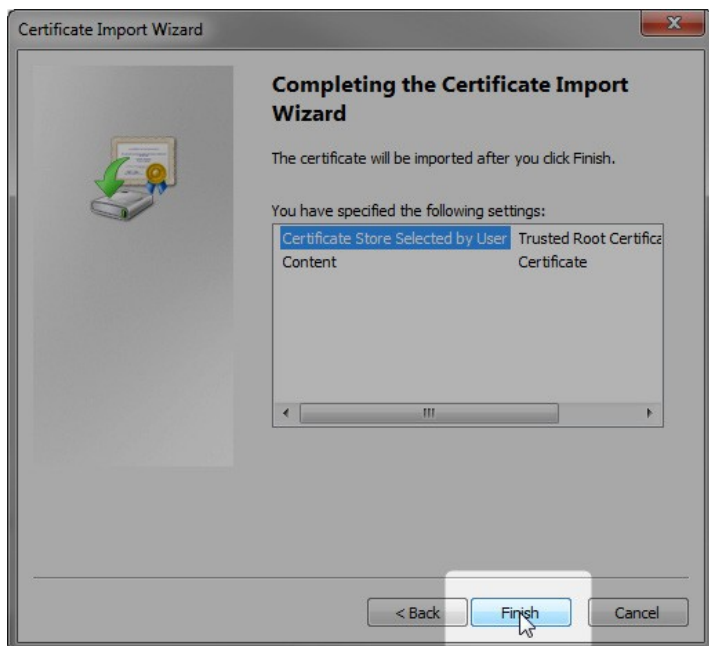 Certificate Import Wizard
Completing the Certificate Import
Wizard
The certificate will be imported after you click Finish.
You have specified the following settings:
Certificate Store Selected by User Trusted Root Certifica
Content Certificate
< Back Finish Cancel